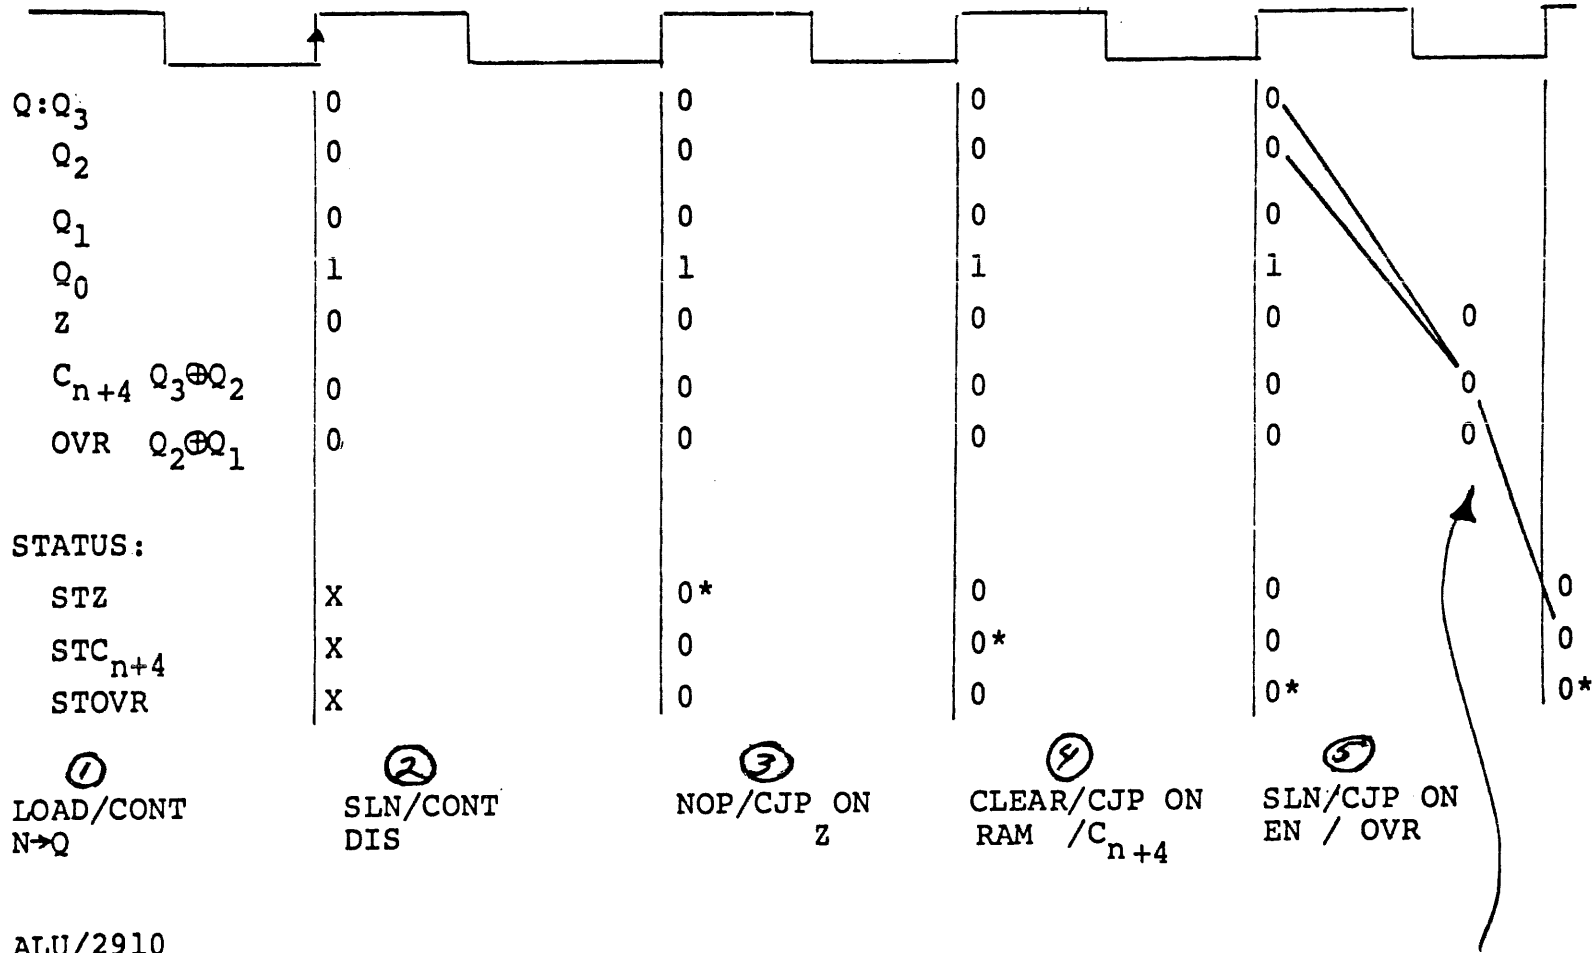 Q:Q3 0 0 0 0
Q2 0 0 0 0
Q1 0 0 0 0
Q0 1 1 1 1
Z 0 0 0 0 0
Cn+4 Q3⊕Q2 0 0 0 0 0
OVR Q2⊕Q1 0 0 0 0 0
STATUS:
STZ X 0* 0 0 0
STCn+4 X 0 0* 0 0
STOVR X 0 0 0* 0*
① ② ③ ④ ⑤
LOAD/CONT SLN/CONT NOP/CJP ON CLEAR/CJP ON SLN/CJP ON
N→Q DIS Z RAM /Cn+4 EN / OVR
ALU/2910